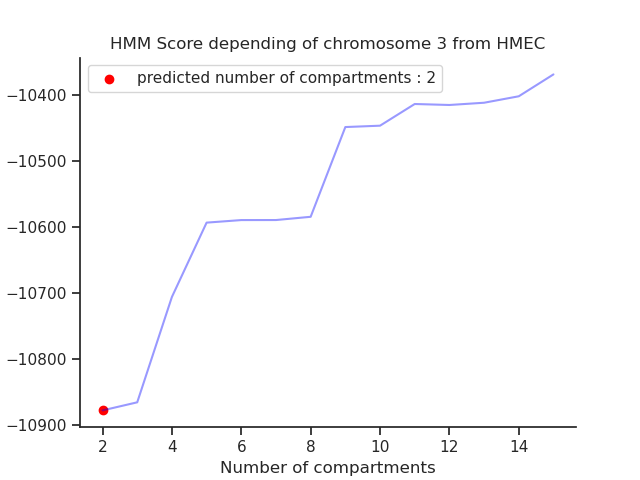 HMM Score depending of chromosome 3 from HMEC
predicted number of compartments : 2
−10400
−10500
−10600
−10700
−10800
−10900
2 4 6 8 10 12 14
Number of compartments